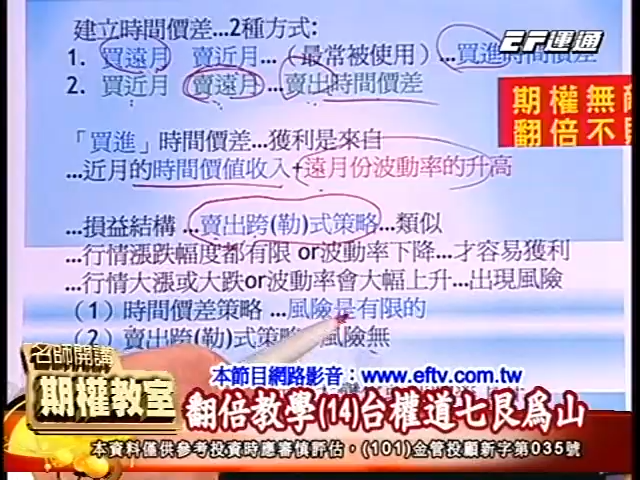 建立時間價差...2種方式:
EF運通
1. 買遠月 賣近月...（最常被使用）...買進時間價差
2. 買近月 賣遠月...賣出時間價差
期權無敵
翻倍不
「買進」時間價差...獲利是來自
...近月的時間價值收入+遠月份波動率的升高
...損益結構 ...賣出跨(勒)式策略...類似
...行情漲跌幅度都有限 or波動率下降...才容易獲利
...行情大漲或大跌or波動率會大幅上升...出現風險
（1）時間價差策略 ...風險是有限的
（2）賣出跨(勒)式策略 風險無
名師開講
期權教室
本節目網路影音：www.eftv.com.tw
翻倍教學(14)台權道七艮為山
本資料僅供參考投資時應審慎評估。(101)金管投顧新字第035號